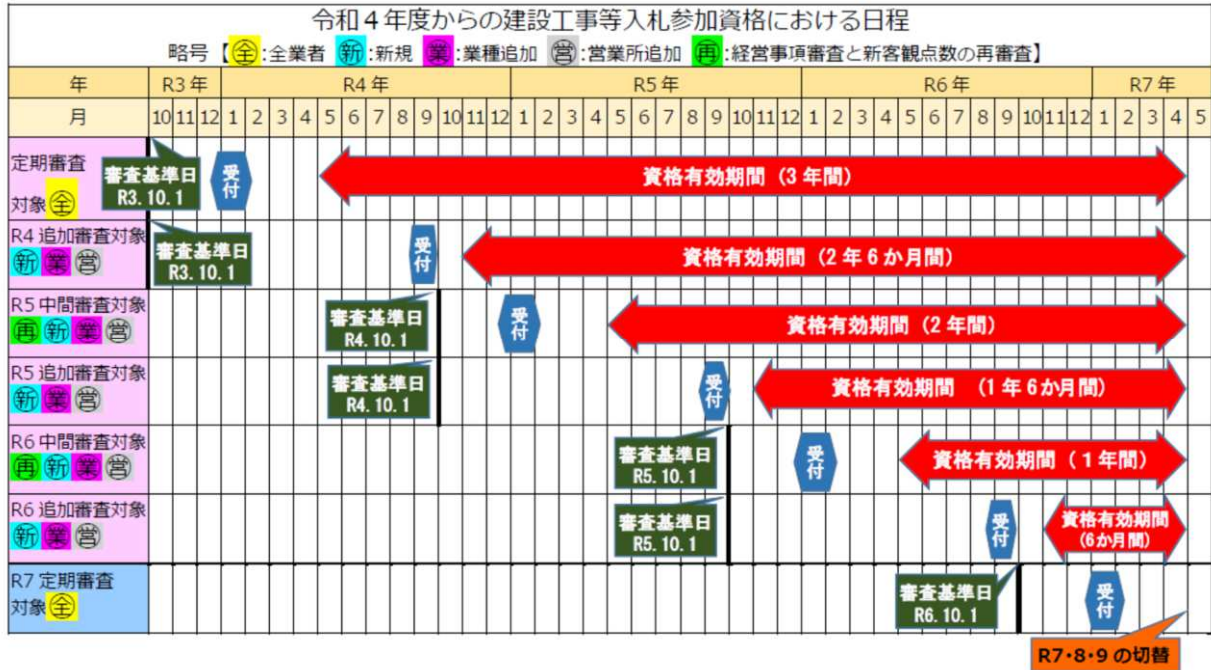 令和４年度からの建設工事等入札参加資格における日程
略号【全:全業者 新:新規 業:業種追加 営:営業所追加 再:経営事項審査と新客観点数の再審査】
年 R3年 R4年 R5年 R6年 R7年
月 10 11 12 1 2 3 4 5 6 7 8 9 10 11 12 1 2 3 4 5 6 7 8 9 10 11 12 1 2 3 4 5 6 7 8 9 10 11 12 1 2 3 4 5
定期審査
対象全
審査基準日
R3.10.1
受付
資格有効期間（3年間）
R4追加審査対象
新業営
審査基準日
R3.10.1
受付
資格有効期間（2年6か月間）
R5中間審査対象
再新業営
審査基準日
R4.10.1
受付
資格有効期間（2年間）
R5追加審査対象
新業営
審査基準日
R4.10.1
受付
資格有効期間（1年6か月間）
R6中間審査対象
再新業営
審査基準日
R5.10.1
受付
資格有効期間（1年間）
R6追加審査対象
新業営
審査基準日
R5.10.1
受付
資格有効期間
(6か月間)
R7定期審査
対象全
審査基準日
R6.10.1
受付
R7・8・9の切替